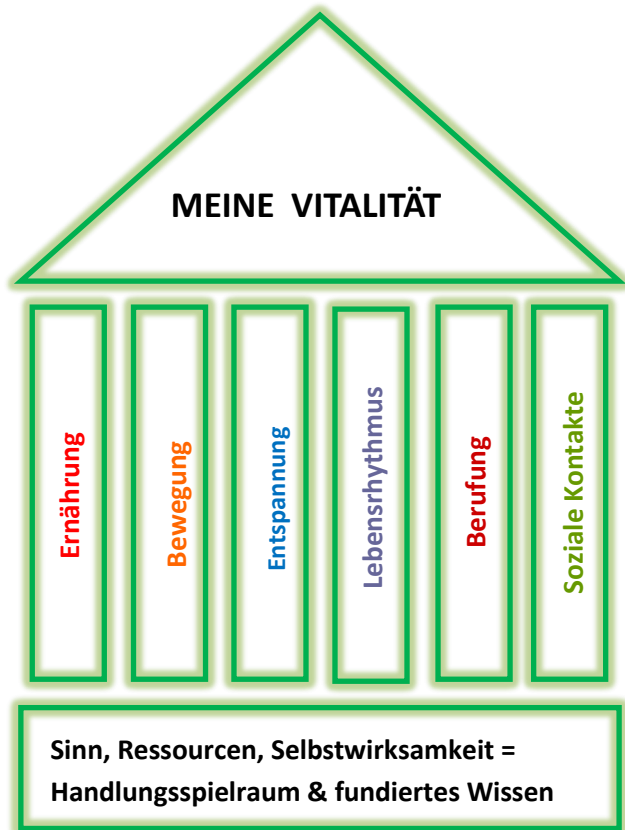 MEINE VITALITÄT
Ernährung
Bewegung
Entspannung
Lebensrhythmus
Berufung
Soziale Kontakte
Sinn, Ressourcen, Selbstwirksamkeit =
Handlungsspielraum & fundiertes Wissen